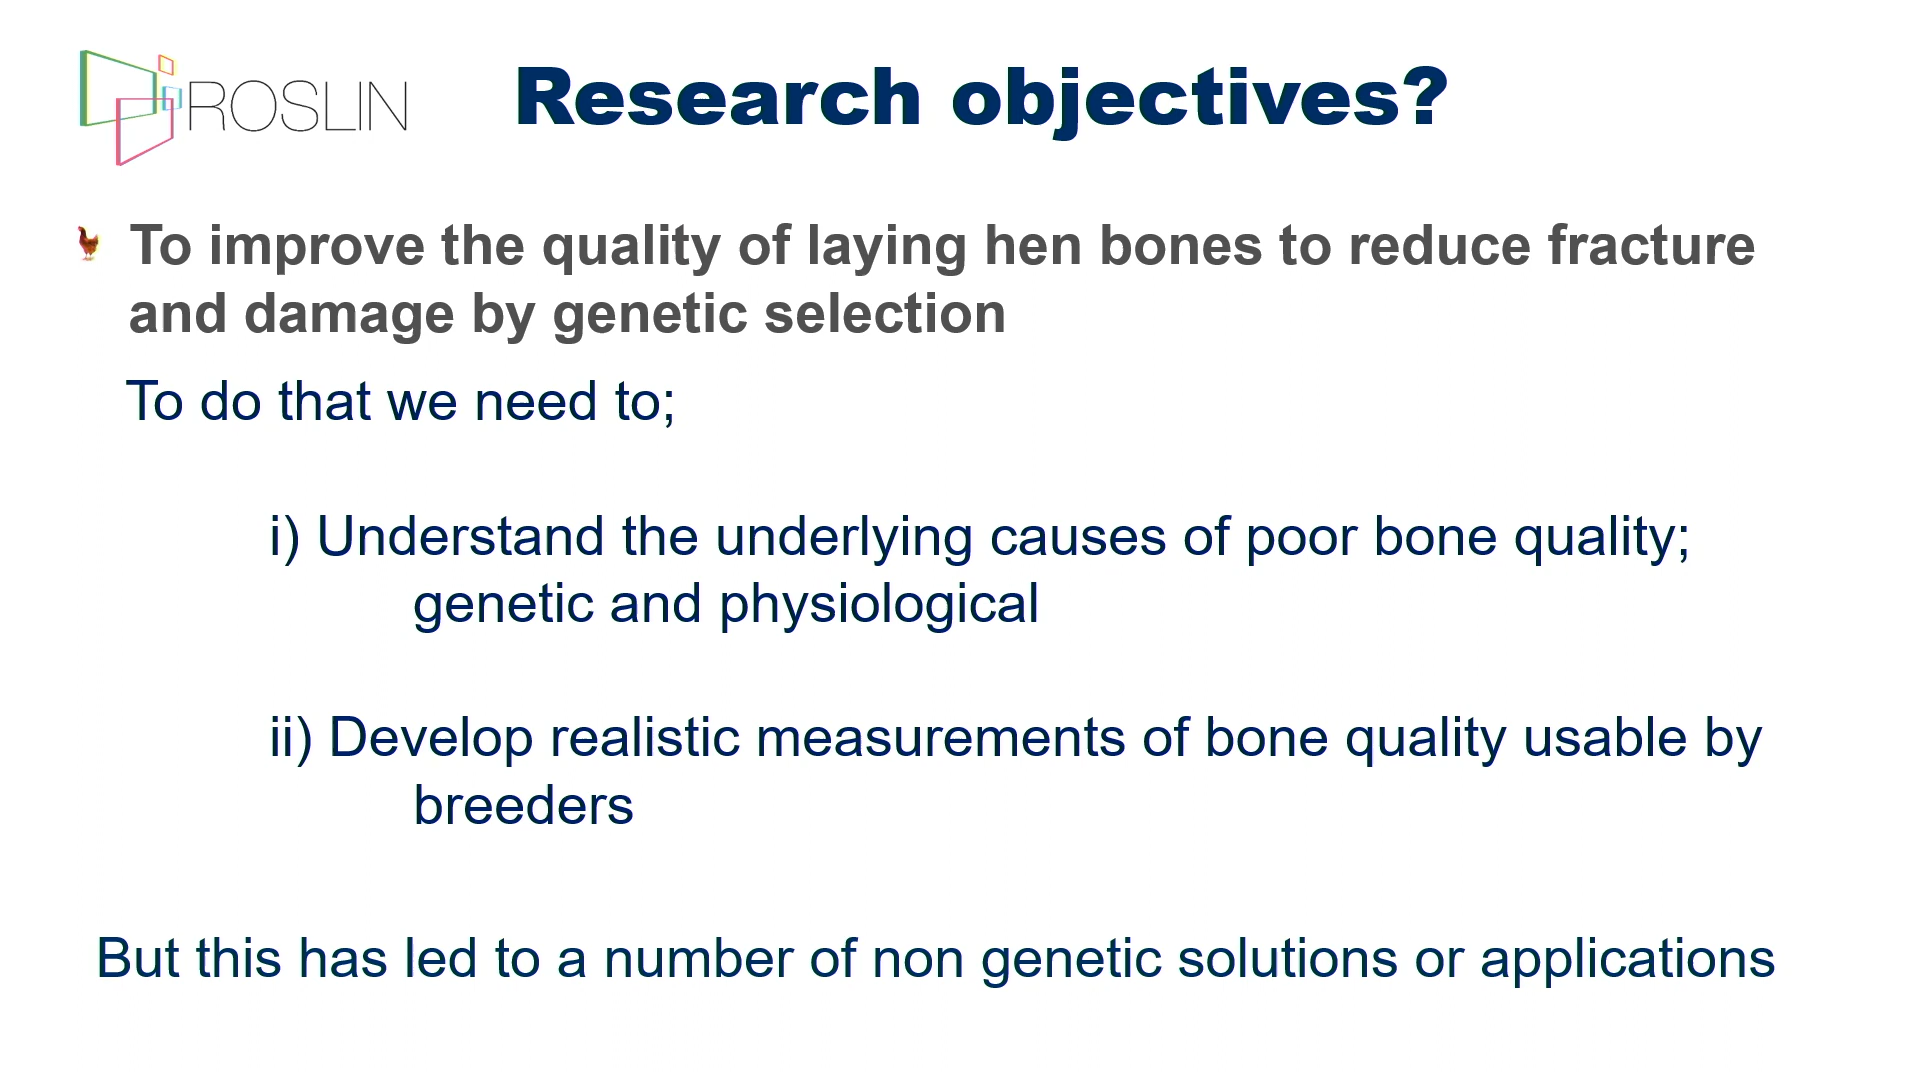 ROSLIN
Research objectives?
To improve the quality of laying hen bones to reduce fracture
and damage by genetic selection
To do that we need to;
i) Understand the underlying causes of poor bone quality;
genetic and physiological
ii) Develop realistic measurements of bone quality usable by
breeders
But this has led to a number of non genetic solutions or applications